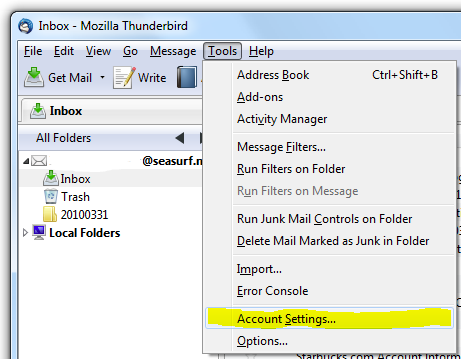 Inbox - Mozilla Thunderbird
File Edit View Go Message Tools Help
Get Mail Write
Inbox
All Folders
@seasurf.n
Inbox
Trash
20100331
Local Folders
Address Book Ctrl+Shift+B
Add-ons
Activity Manager
Message Filters...
Run Filters on Folder
Run Filters on Message
Run Junk Mail Controls on Folder
Delete Mail Marked as Junk in Folder
Import...
Error Console
Account Settings...
Options...
Starbucks.com Account Inform